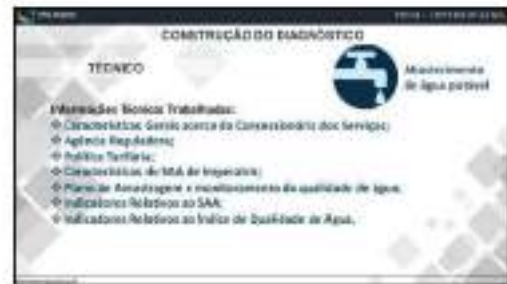 CONSTRUÇÃO DO DIAGNÓSTICO
TÉCNICO
Abastecimento
de água potável
Informações Técnicas Trabalhadas:
Características Gerais acerca da Concessionária dos Serviços;
Agência Reguladora;
Política Tarifária;
Características do SAA de Imperatriz;
Plano de Amostragem e monitoramento da qualidade de água;
Indicadores Relativos ao SAA;
Indicadores Relativos ao Índice de Qualidade de Água.